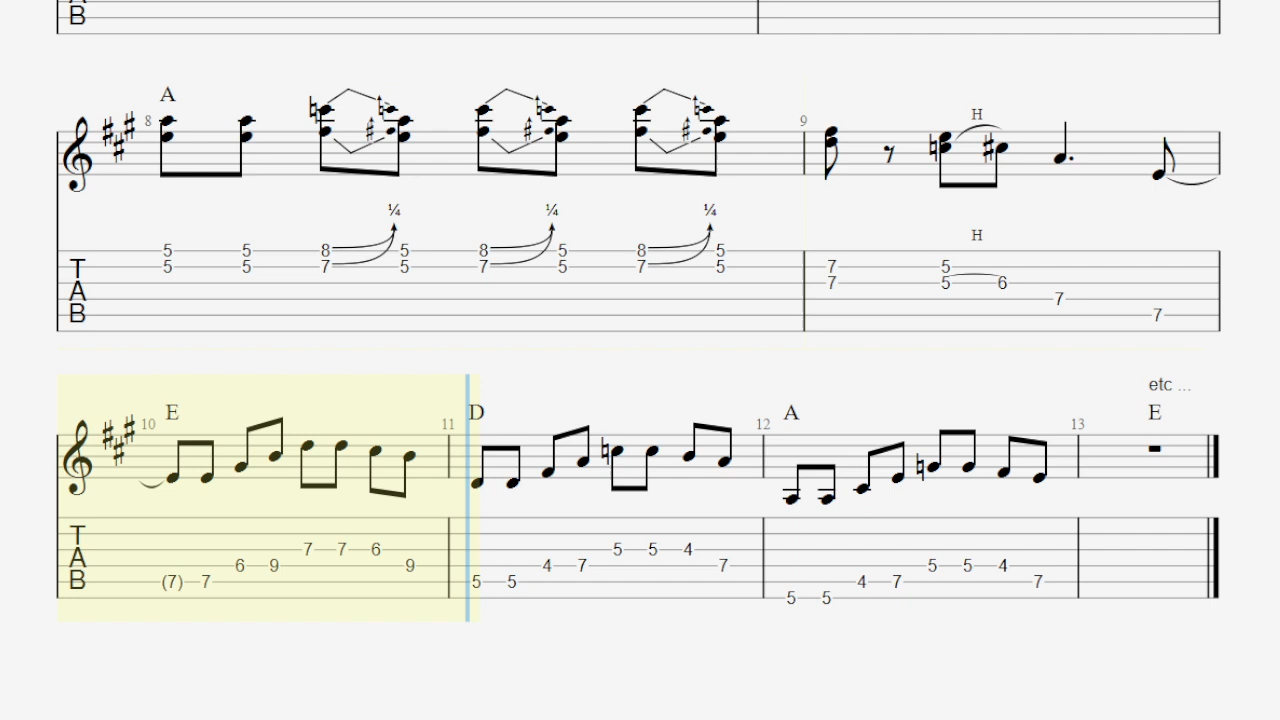 B
A
8
9
H
¼ ¼ ¼
H
5 5 8 5 8 5 8 5
T 5 5 7 5 7 5 7 5 7 5
A 7 5 6
7
B 7
etc ...
E D A E
10 11 12 13
T
7 7 6 5 5 4
A 6 9 9 4 7 7 5 5 4
B (7) 7 5 5 4 7 7
5 5